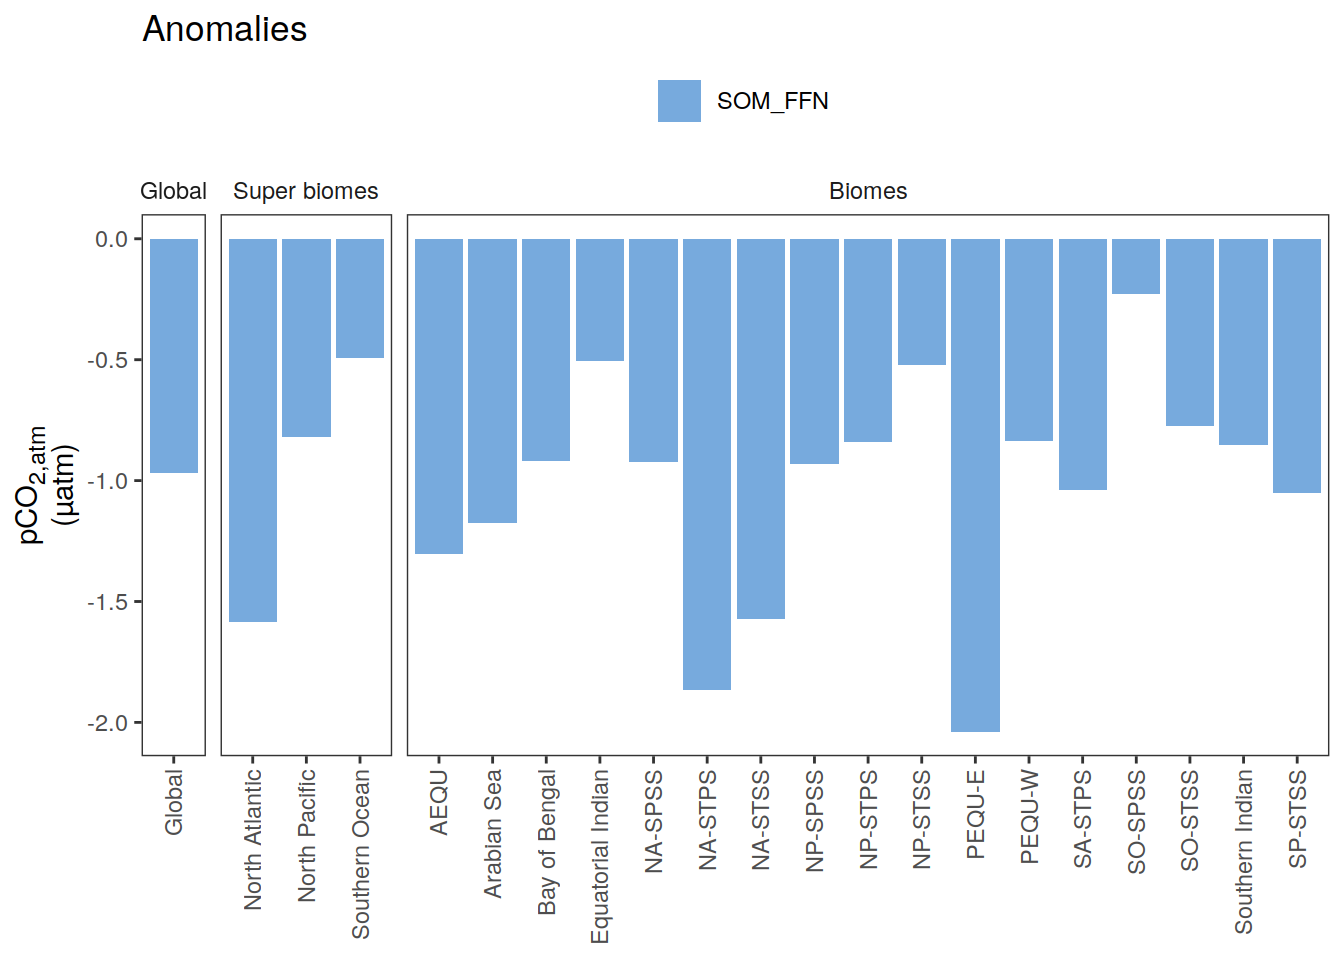 Anomalies
SOM_FFN
Global Super biomes Biomes
0.0
-0.5
-1.0
-1.5
-2.0
pCO2,atm
(µatm)
Global
North Atlantic
North Pacific
Southern Ocean
AEQU
Arabian Sea
Bay of Bengal
Equatorial Indian
NA-SPSS
NA-STPS
NA-STSS
NP-SPSS
NP-STPS
NP-STSS
PEQU-E
PEQU-W
SA-STPS
SO-SPSS
SO-STSS
Southern Indian
SP-STSS